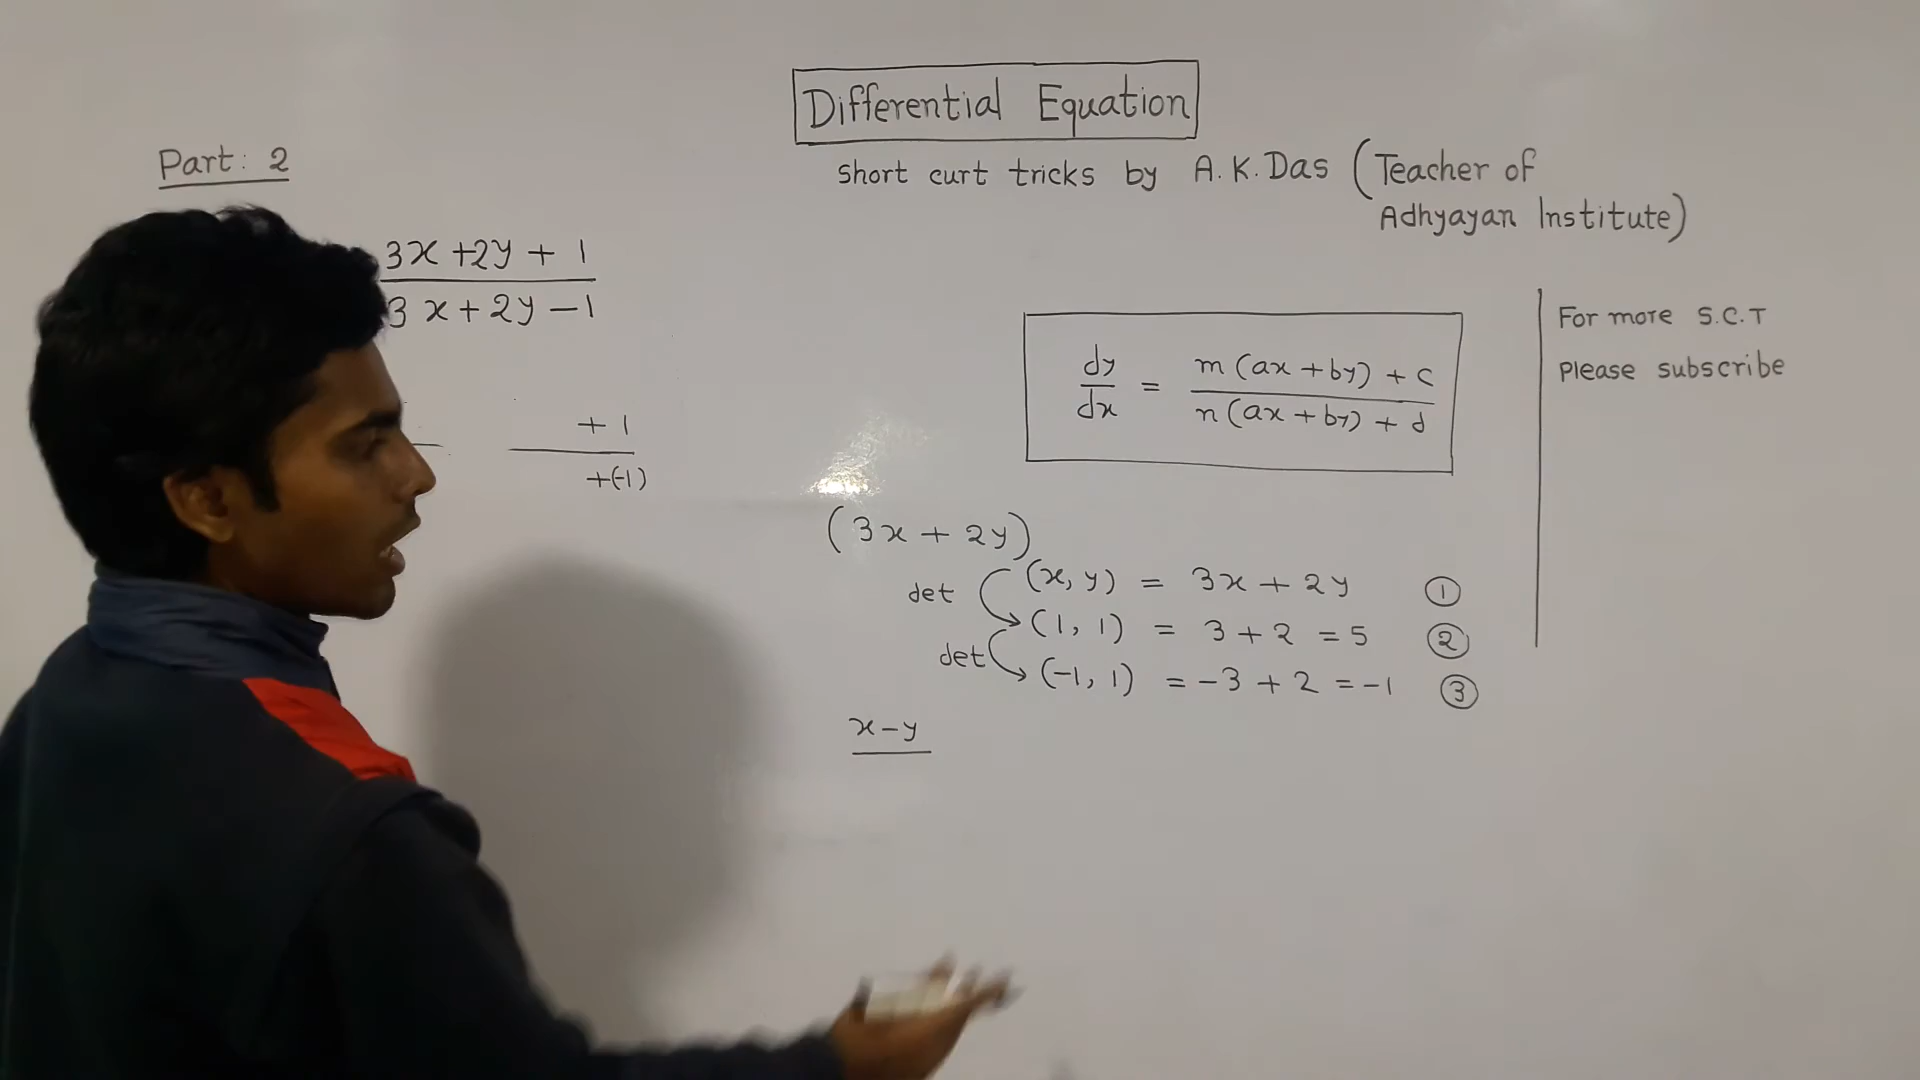 Differential Equation
Part: 2
short curt tricks by A.K.Das (Teacher of
Adhyayan Institute)
3x+2y+1
3x+2y-1
+1
+(-1)
dy/dx = m(ax+by)+c / n(ax+by)+d
For more S.C.T
please subscribe
(3x+2y)
det (x, y) = 3x+2y ①
(1, 1) = 3+2 = 5 ②
det (-1, 1) = -3+2 = -1 ③
x-y